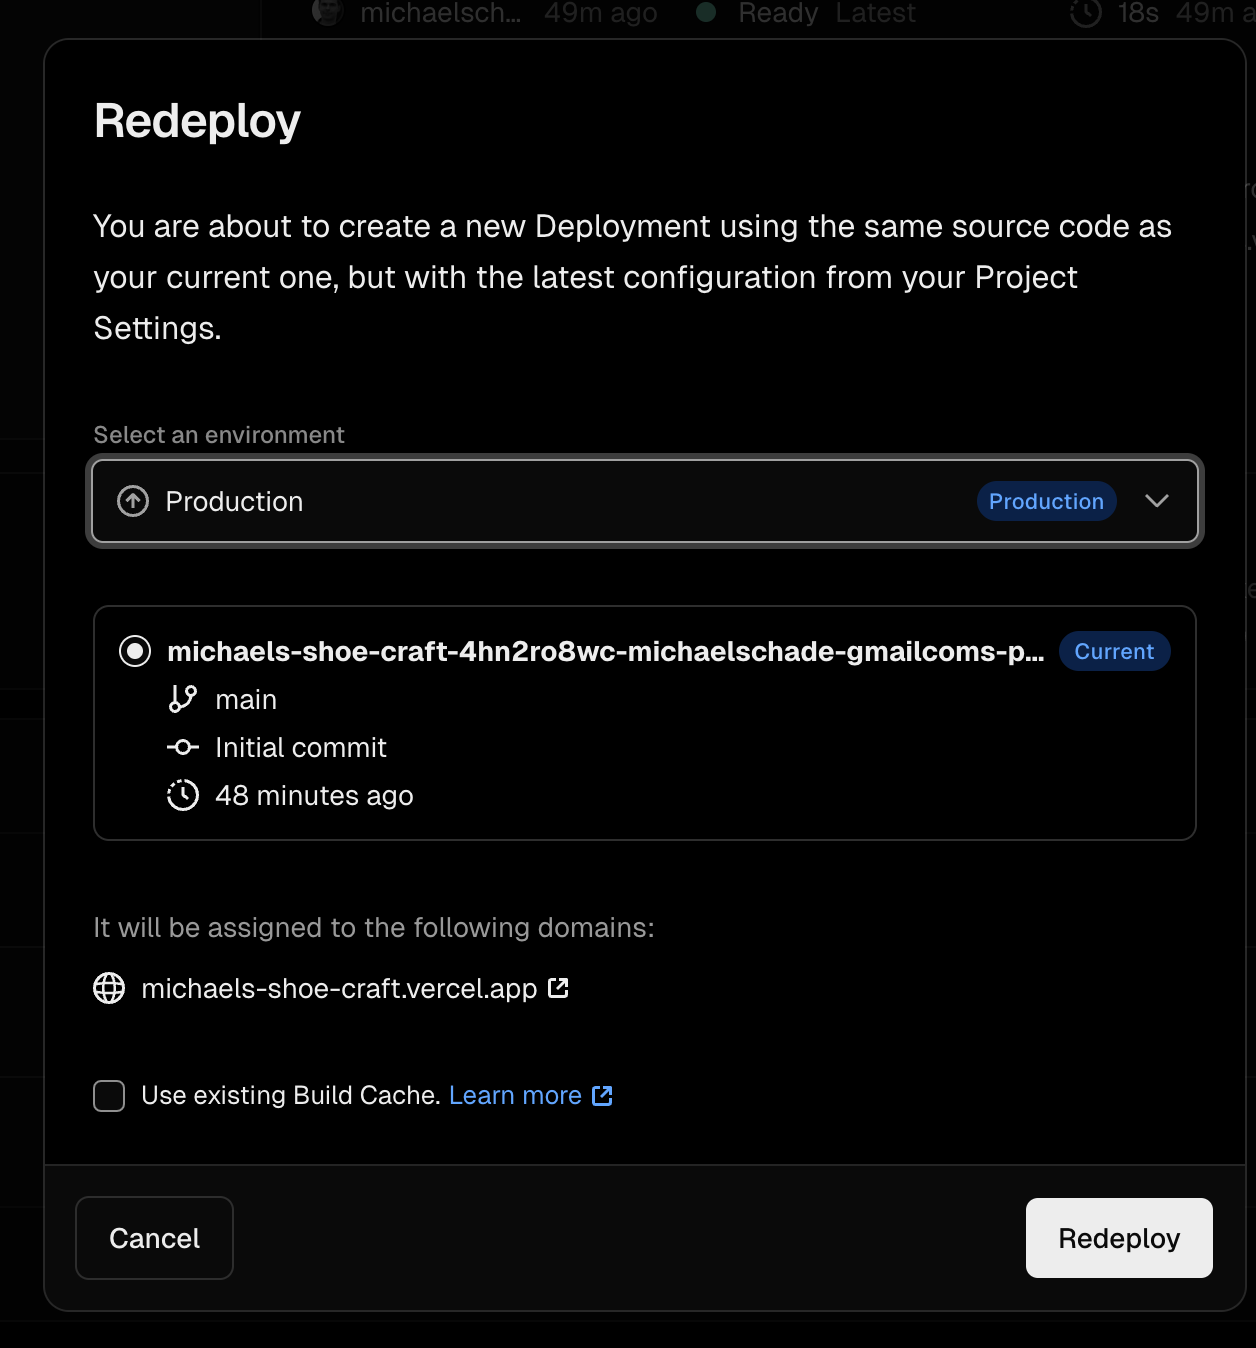 michaelsch... 49m ago Ready Latest 18s 49m a
Redeploy
You are about to create a new Deployment using the same source code as
your current one, but with the latest configuration from your Project
Settings.
Select an environment
Production Production
michaels-shoe-craft-4hn2ro8wc-michaelschade-gmailcoms-p... Current
main
Initial commit
48 minutes ago
It will be assigned to the following domains:
michaels-shoe-craft.vercel.app
Use existing Build Cache. Learn more
Cancel Redeploy